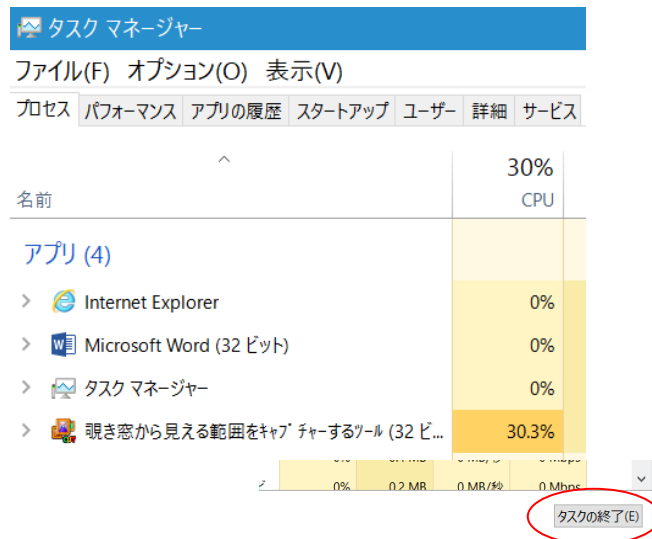 タスク マネージャー
ファイル(F) オプション(O) 表示(V)
プロセス パフォーマンス アプリの履歴 スタートアップ ユーザー 詳細 サービス
30%
名前 CPU
アプリ (4)
Internet Explorer 0%
Microsoft Word (32 ビット) 0%
タスク マネージャー 0%
覗き窓から見える範囲をキャプチャーするツール (32 ビ... 30.3%
0% 0.2 MB 0 MB/秒 0 Mbps
タスクの終了(E)